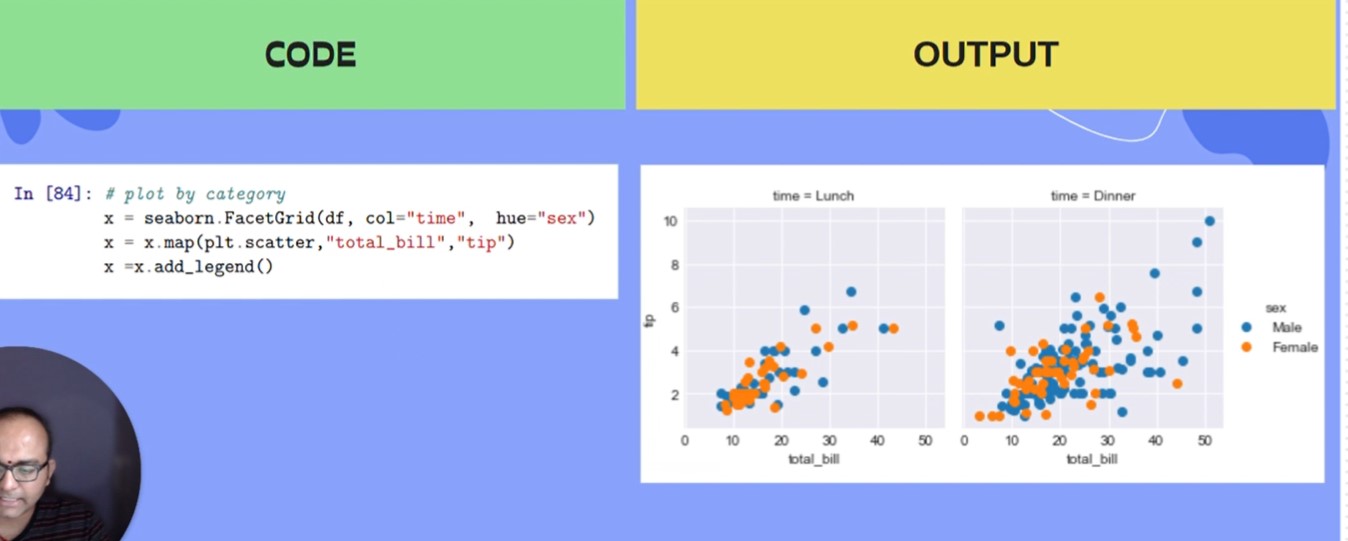 CODE
OUTPUT
In [84]: # plot by category
x = seaborn.FacetGrid(df, col="time",  hue="sex")
x = x.map(plt.scatter,"total_bill","tip")
x =x.add_legend()
time = Lunch
time = Dinner
10
8
6
4
2
tip
0 10 20 30 40 50
total_bill
0 10 20 30 40 50
total_bill
sex
Male
Female